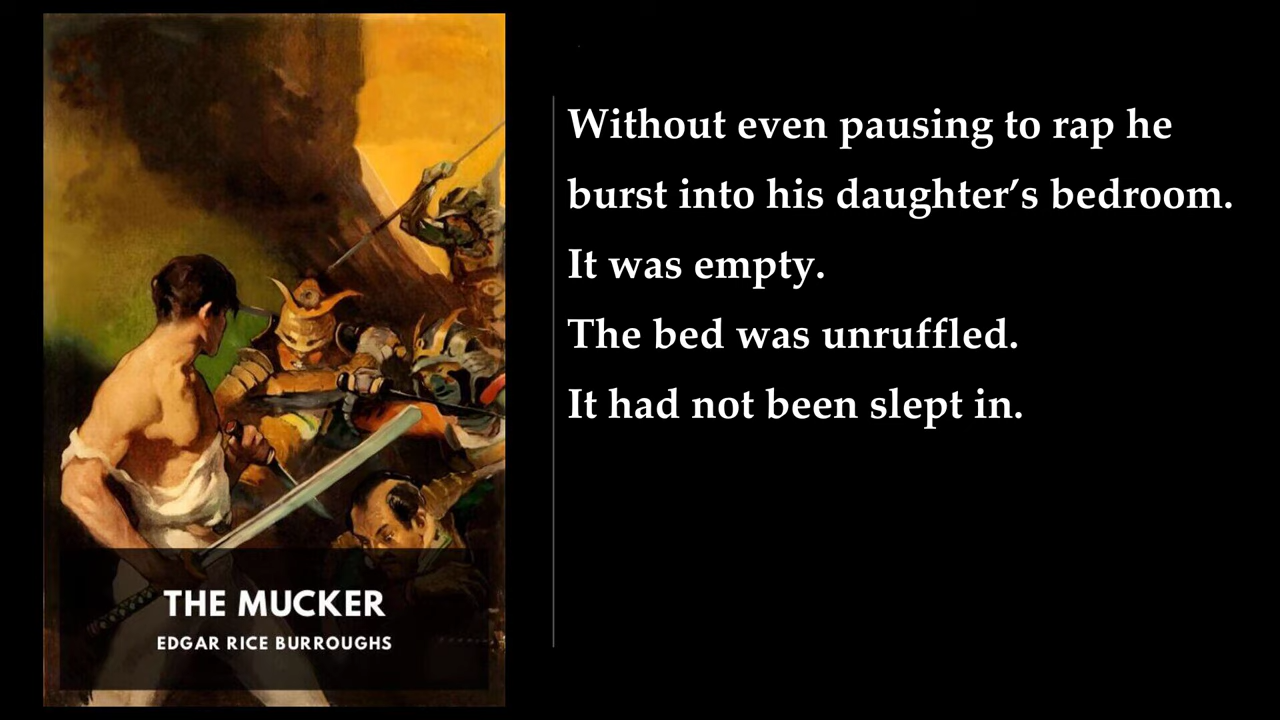 THE MUCKER
EDGAR RICE BURROUGHS
Without even pausing to rap he
burst into his daughter’s bedroom.
It was empty.
The bed was unruffled.
It had not been slept in.